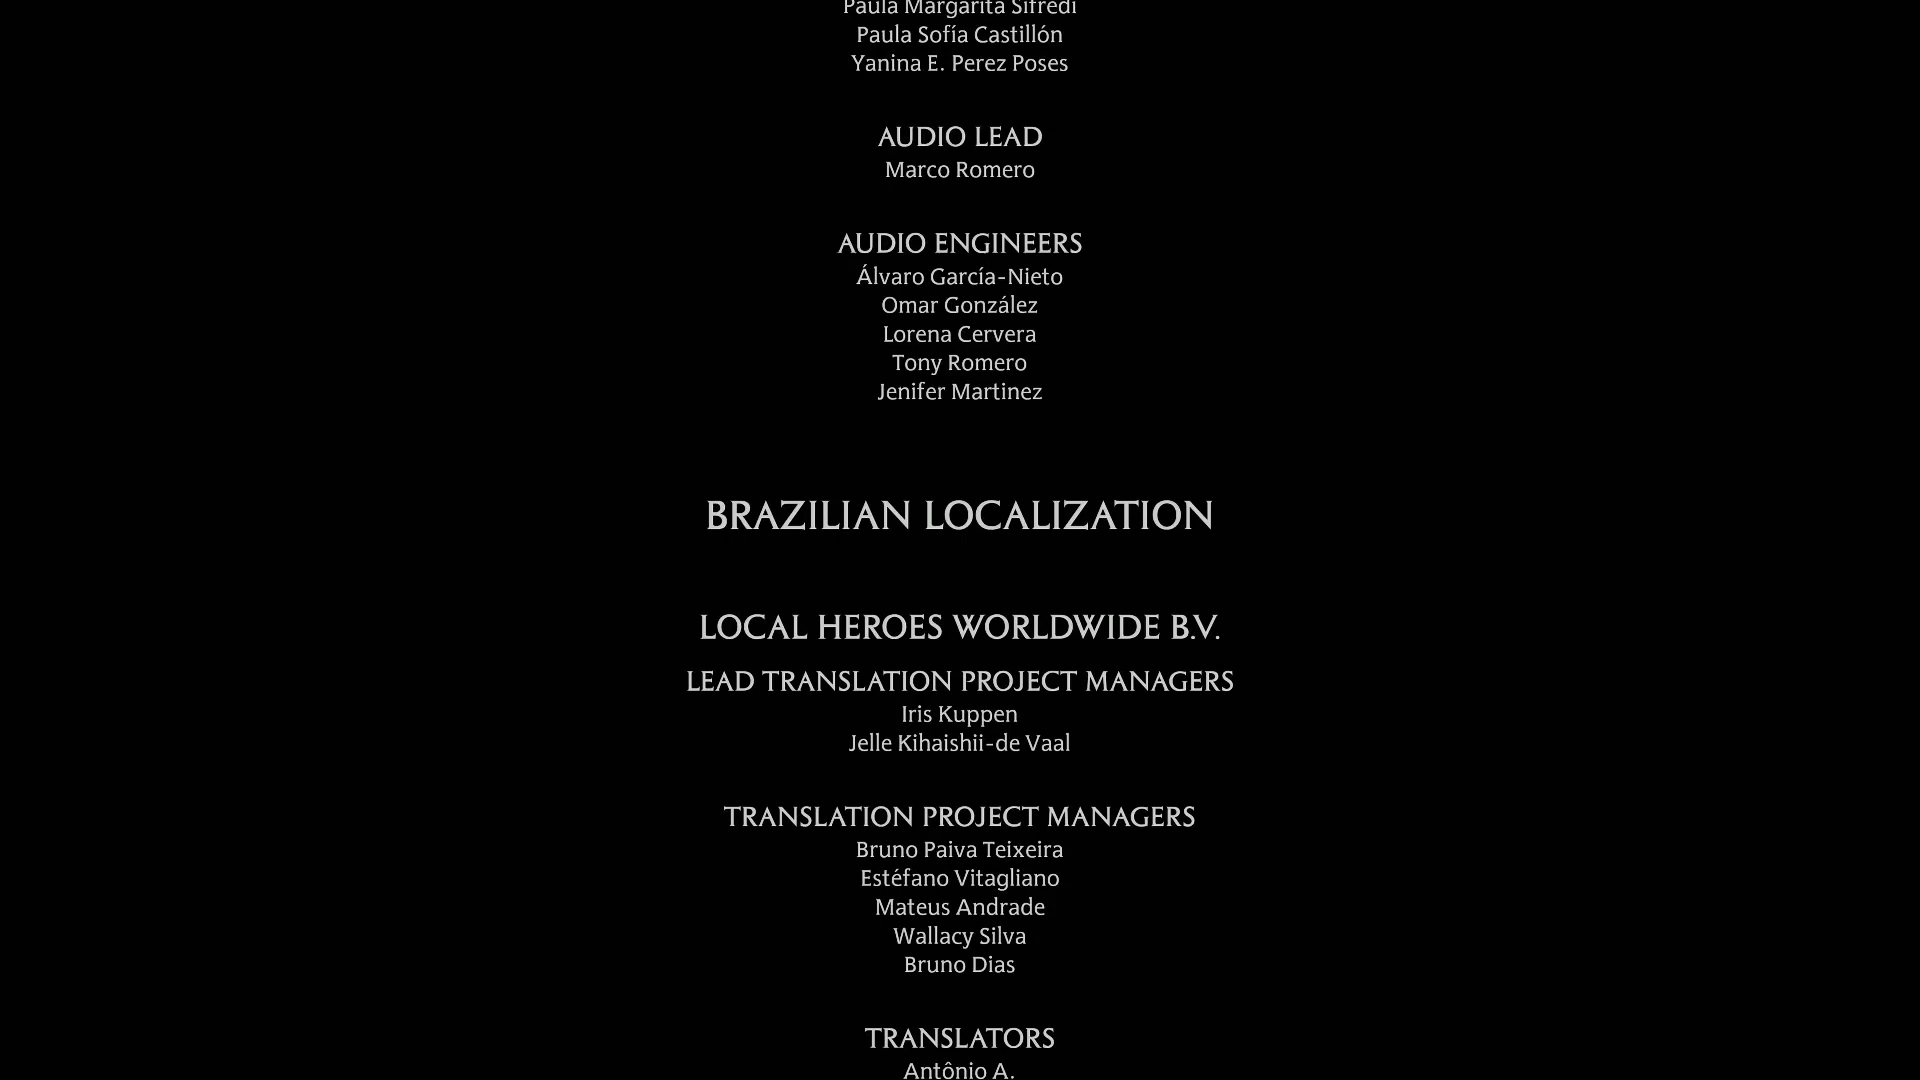 Paula Margarita Sifredi
Paula Sofía Castillón
Yanina E. Perez Poses
AUDIO LEAD
Marco Romero
AUDIO ENGINEERS
Álvaro García-Nieto
Omar González
Lorena Cervera
Tony Romero
Jenifer Martinez
BRAZILIAN LOCALIZATION
LOCAL HEROES WORLDWIDE B.V.
LEAD TRANSLATION PROJECT MANAGERS
Iris Kuppen
Jelle Kihaishii-de Vaal
TRANSLATION PROJECT MANAGERS
Bruno Paiva Teixeira
Estéfano Vitagliano
Mateus Andrade
Wallacy Silva
Bruno Dias
TRANSLATORS
Antônio A.